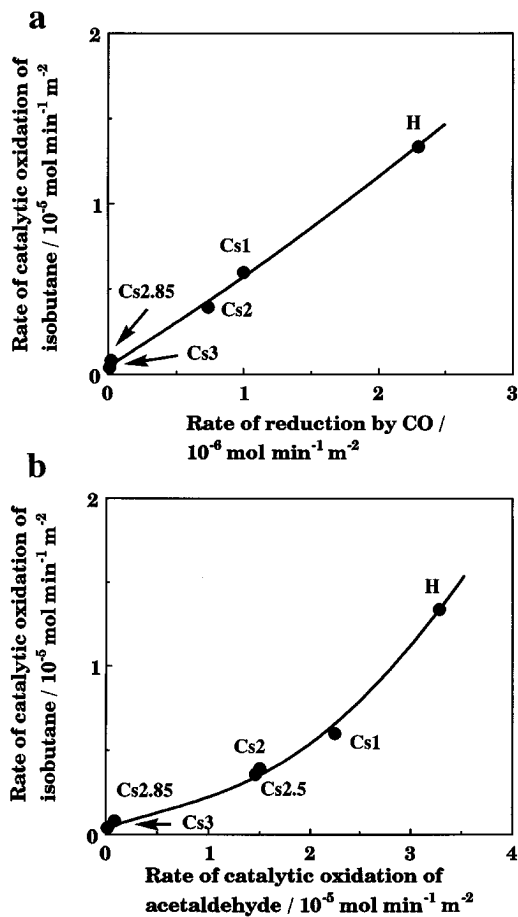 a
Rate of catalytic oxidation of
isobutane / 10⁻⁵ mol min⁻¹ m⁻²
2
1
0
H
Cs1
Cs2.85
Cs2
Cs3
0
1
2
3
Rate of reduction by CO /
10⁻⁶ mol min⁻¹ m⁻²
b
Rate of catalytic oxidation of
isobutane / 10⁻⁵ mol min⁻¹ m⁻²
2
1
0
H
Cs2
Cs1
Cs2.85
Cs2.5
Cs3
0
1
2
3
4
Rate of catalytic oxidation of
acetaldehyde / 10⁻⁵ mol min⁻¹ m⁻²